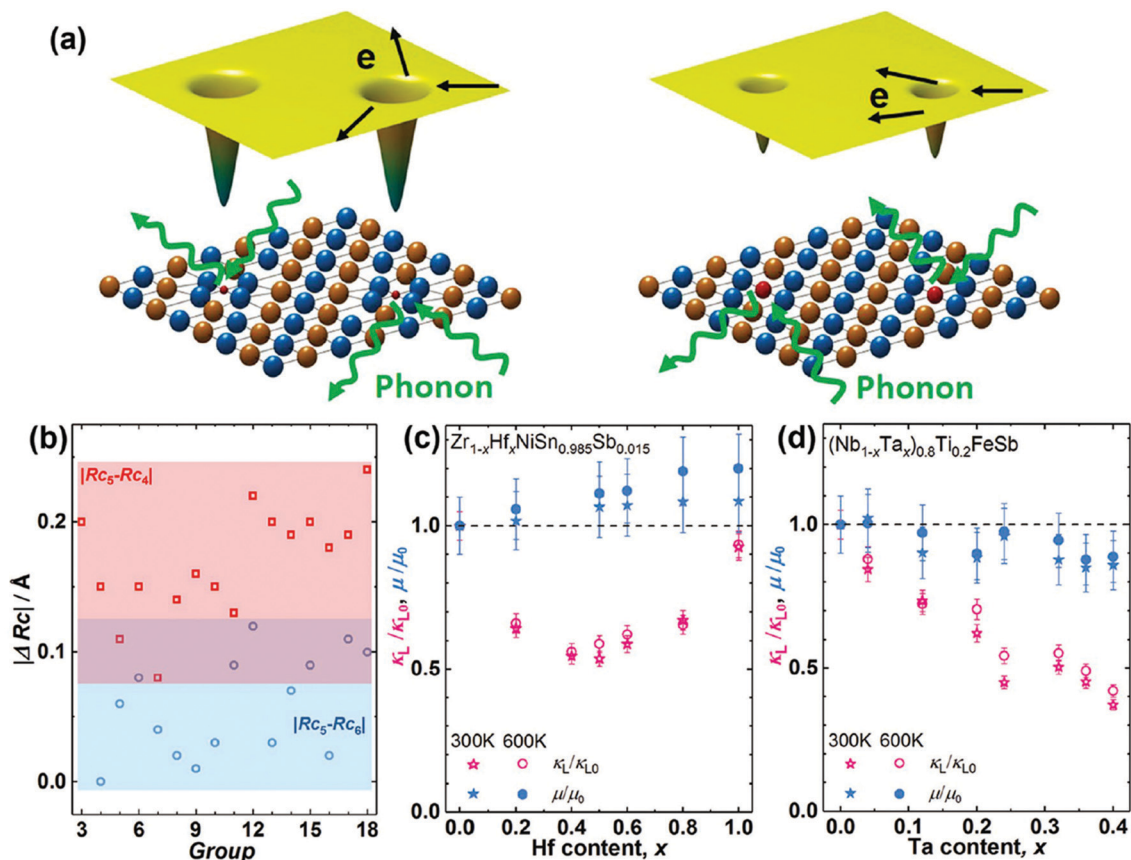 (a)
e
e
Phonon
Phonon
(b)
|Rc₅-Rc₄|
|Rc₅-Rc₆|
|ΔRc| / Å
0.2
0.1
0.0
3 6 9 12 15 18
Group
(c)
Zr₁₋ₓHfₓNiSn₀.₉₈₅Sb₀.₀₁₅
κL/κL0, μ/μ₀
1.0
0.5
0.0
300K 600K
κL/κL0
μ/μ₀
0.0 0.2 0.4 0.6 0.8 1.0
Hf content, x
(d)
(Nb₁₋ₓTaₓ)₀.₈Ti₀.₂FeSb
κL/κL0, μ/μ₀
1.0
0.5
0.0
300K 600K
κL/κL0
μ/μ₀
0.0 0.1 0.2 0.3 0.4
Ta content, x